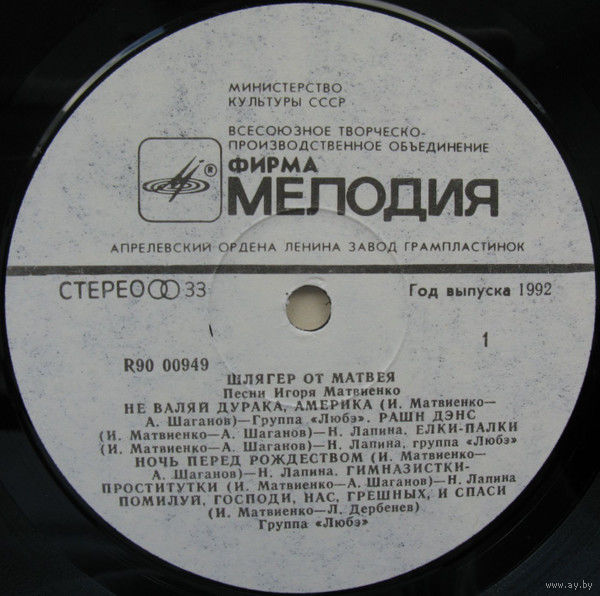 МИНИСТЕРСТВО
КУЛЬТУРЫ СССР
ВСЕСОЮЗНОЕ ТВОРЧЕСКО-
ПРОИЗВОДСТВЕННОЕ ОБЪЕДИНЕНИЕ
ФИРМА
® МЕЛОДИЯ
АПРЕЛЕВСКИЙ ОРДЕНА ЛЕНИНА ЗАВОД ГРАМПЛАСТИНОК
СТЕРЕО 33
Год выпуска 1992
R90 00949
1
ШЛЯГЕР ОТ МАТВЕЯ
Песни Игоря Матвиенко
НЕ ВАЛЯЙ ДУРАКА, АМЕРИКА (И. Матвиенко—
А. Шаганов)—Группа «Любэ». РАШН ДЭНС
(И. Матвиенко—А. Шаганов)—Н. Лапина. ЕЛКИ-ПАЛКИ
(И. Матвиенко—А. Шаганов)—Н. Лапина, группа «Любэ»
НОЧЬ ПЕРЕД РОЖДЕСТВОМ (И. Матвиенко—
А. Шаганов)—Н. Лапина. ГИМНАЗИСТКИ-
ПРОСТИТУТКИ (И. Матвиенко—А. Шаганов)—Н. Лапина
ПОМИЛУЙ, ГОСПОДИ, НАС, ГРЕШНЫХ, И СПАСИ
(И. Матвиенко—Л. Дербенев)
Группа «Любэ»
www.ay.by